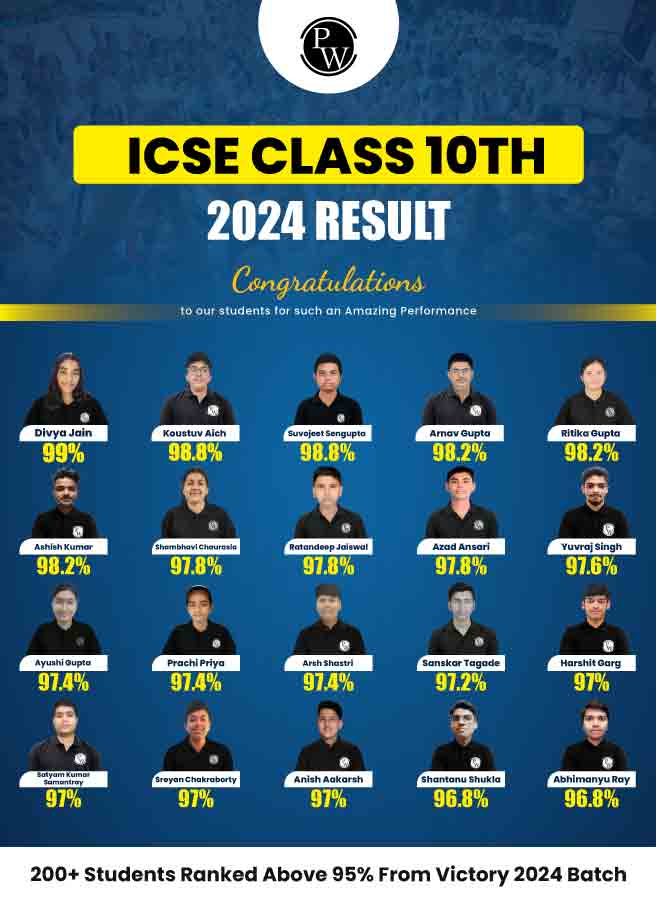 PW
ICSE CLASS 10TH
2024 RESULT
Congratulations
to our students for such an Amazing Performance
Divya Jain
99%
Koustuv Aich
98.8%
Suvojeet Sengupta
98.8%
Arnav Gupta
98.2%
Ritika Gupta
98.2%
Ashish Kumar
98.2%
Shambhavi Chaurasia
97.8%
Ratandeep Jaiswal
97.8%
Azad Ansari
97.8%
Yuvraj Singh
97.6%
Ayushi Gupta
97.4%
Prachi Priya
97.4%
Arsh Shastri
97.4%
Sanskar Tagade
97.2%
Harshit Garg
97%
Satyam Kumar
Samantray
97%
Sreyan Chakraborty
97%
Anish Aakarsh
97%
Shantanu Shukla
96.8%
Abhimanyu Ray
96.8%
200+ Students Ranked Above 95% From Victory 2024 Batch